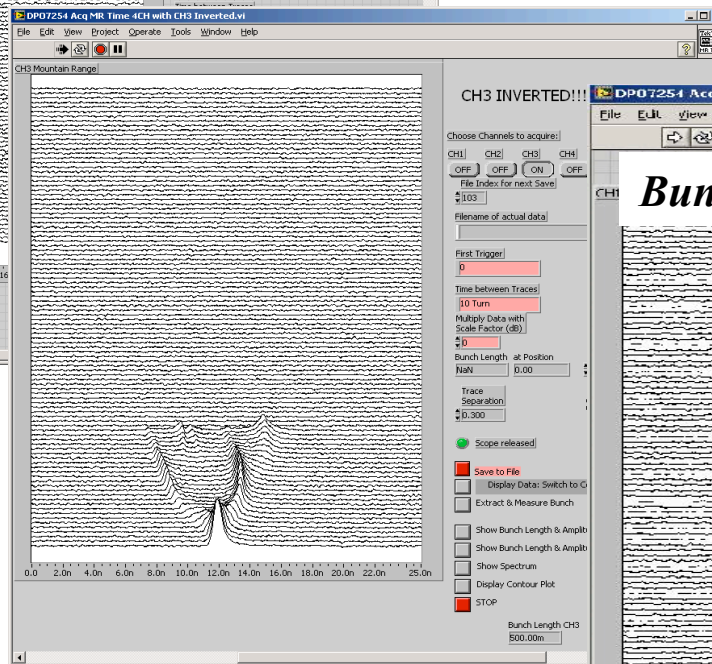 DPO7254 Acq MR Time 4CH with CH3 Inverted.vi
File Edit View Project Operate Tools Window Help
CH3 Mountain Range
CH3 INVERTED!!!
Choose Channels to acquire:
CH1 CH2 CH3 CH4
OFF OFF ON OFF
File Index for next Save
103
Filename of actual data
First Trigger
0
Time between Traces
10 Turn
Multiply Data with
Scale Factor (dB)
0
Bunch Length at Position
NaN 0.00
Trace
Separation
0.300
Scope released
Save to File
Display Data: Switch to
Extract & Measure Bunch
Show Bunch Length & Amplit
Show Bunch Length & Amplit
Show Spectrum
Display Contour Plot
STOP
Bunch Length CH3
500.00m
0.0 2.0n 4.0n 6.0n 8.0n 10.0n 12.0n 14.0n 16.0n 18.0n 20.0n 22.0n 25.0n
DPO7254 Acq
File Edit View
CH1
Bun